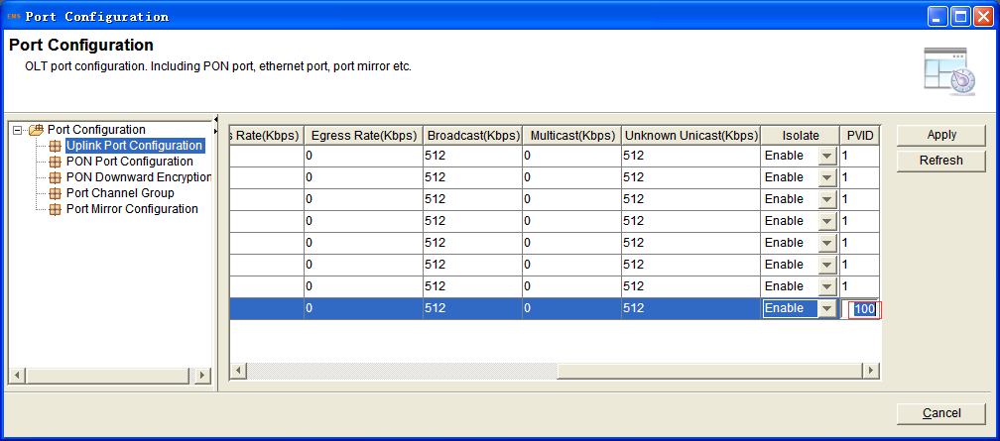 EMS Port Configuration
Port Configuration
OLT port configuration. Including PON port, ethernet port, port mirror etc.
Port Configuration
Uplink Port Configuration
PON Port Configuration
PON Downward Encryption
Port Channel Group
Port Mirror Configuration
s Rate(Kbps) Egress Rate(Kbps) Broadcast(Kbps) Multicast(Kbps) Unknown Unicast(Kbps) Isolate PVID
0 512 0 512 Enable 1
0 512 0 512 Enable 1
0 512 0 512 Enable 1
0 512 0 512 Enable 1
0 512 0 512 Enable 1
0 512 0 512 Enable 1
0 512 0 512 Enable 1
0 512 0 512 Enable 100
Apply
Refresh
Cancel